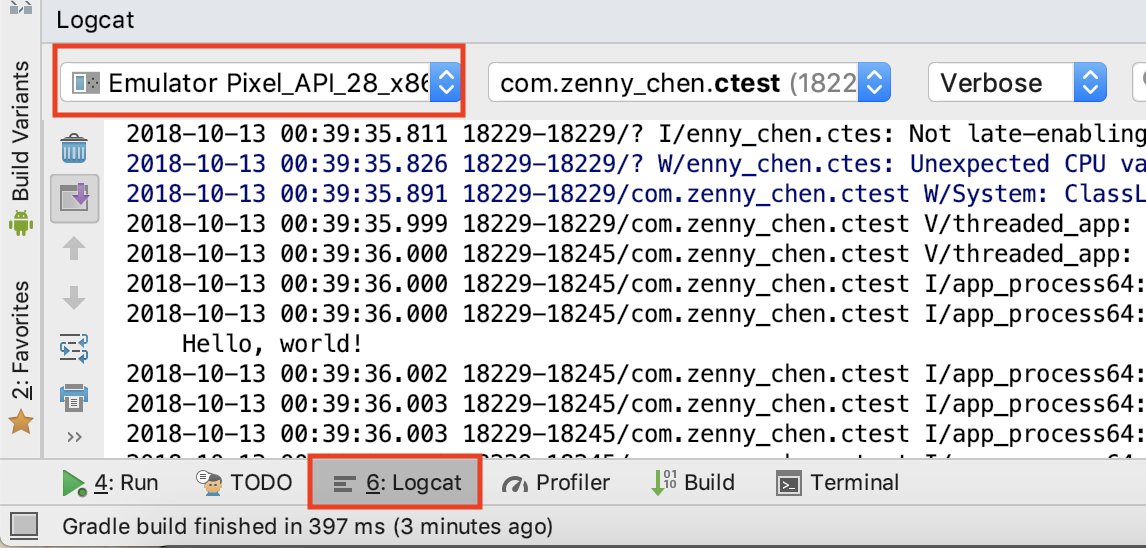 Logcat
Emulator Pixel_API_28_x86
com.zenny_chen.ctest (1822
Verbose
Build Variants
2: Favorites
2018-10-13 00:39:35.811 18229-18229/? I/enny_chen.ctes: Not late-enabling
2018-10-13 00:39:35.826 18229-18229/? W/enny_chen.ctes: Unexpected CPU va
2018-10-13 00:39:35.891 18229-18229/com.zenny_chen.ctest W/System: ClassL
2018-10-13 00:39:35.999 18229-18229/com.zenny_chen.ctest V/threaded_app:
2018-10-13 00:39:36.000 18229-18245/com.zenny_chen.ctest V/threaded_app:
2018-10-13 00:39:36.000 18229-18245/com.zenny_chen.ctest I/app_process64:
2018-10-13 00:39:36.000 18229-18245/com.zenny_chen.ctest I/app_process64:
Hello, world!
2018-10-13 00:39:36.002 18229-18245/com.zenny_chen.ctest I/app_process64:
2018-10-13 00:39:36.003 18229-18245/com.zenny_chen.ctest I/app_process64:
2018-10-13 00:39:36.003 18229-18245/com.zenny_chen.ctest I/app_process64:
4: Run
TODO
6: Logcat
Profiler
Build
Terminal
Gradle build finished in 397 ms (3 minutes ago)